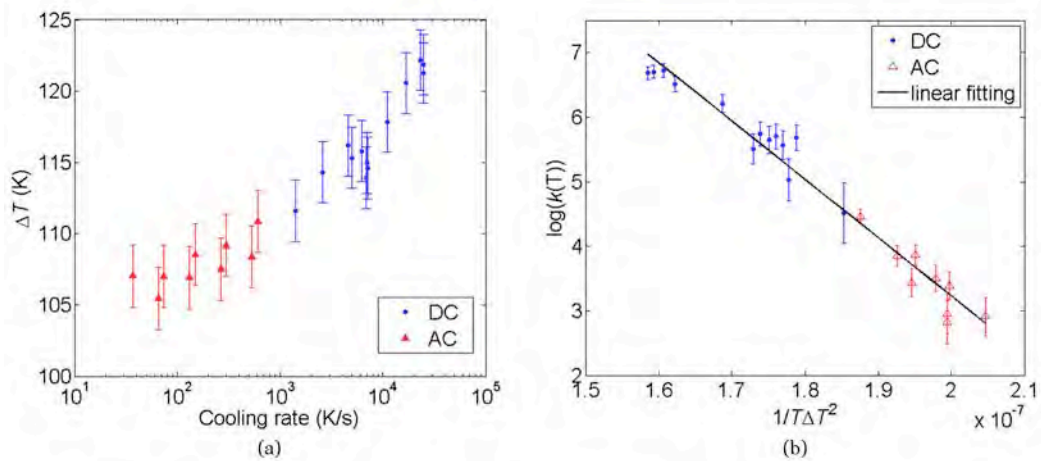 125
120
115
110
105
100
ΔT (K)
10^1
10^2
10^3
10^4
10^5
Cooling rate (K/s)
DC
AC
(a)
7
6
5
4
3
2
log(k(T))
1.5
1.6
1.7
1.8
1.9
2
2.1
x 10^-7
1/TΔT^2
DC
AC
linear fitting
(b)